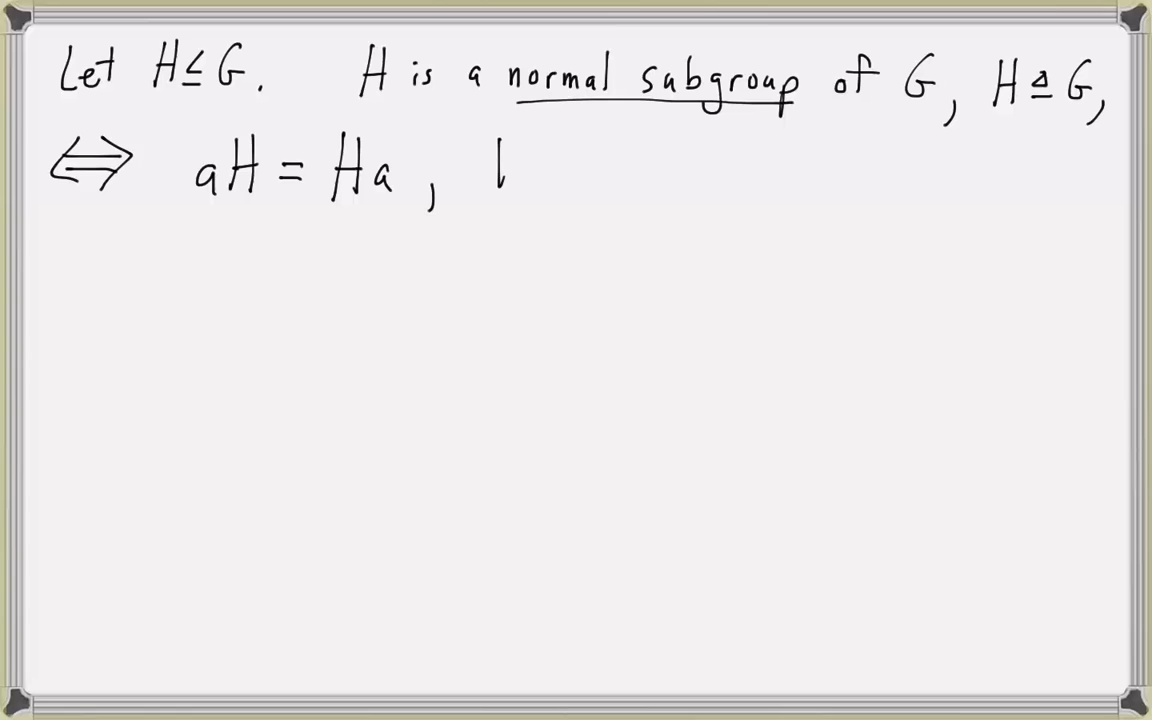 Let H ≤ G. H is a normal subgroup of G, H ⊴ G,
⟺ aH = Ha,